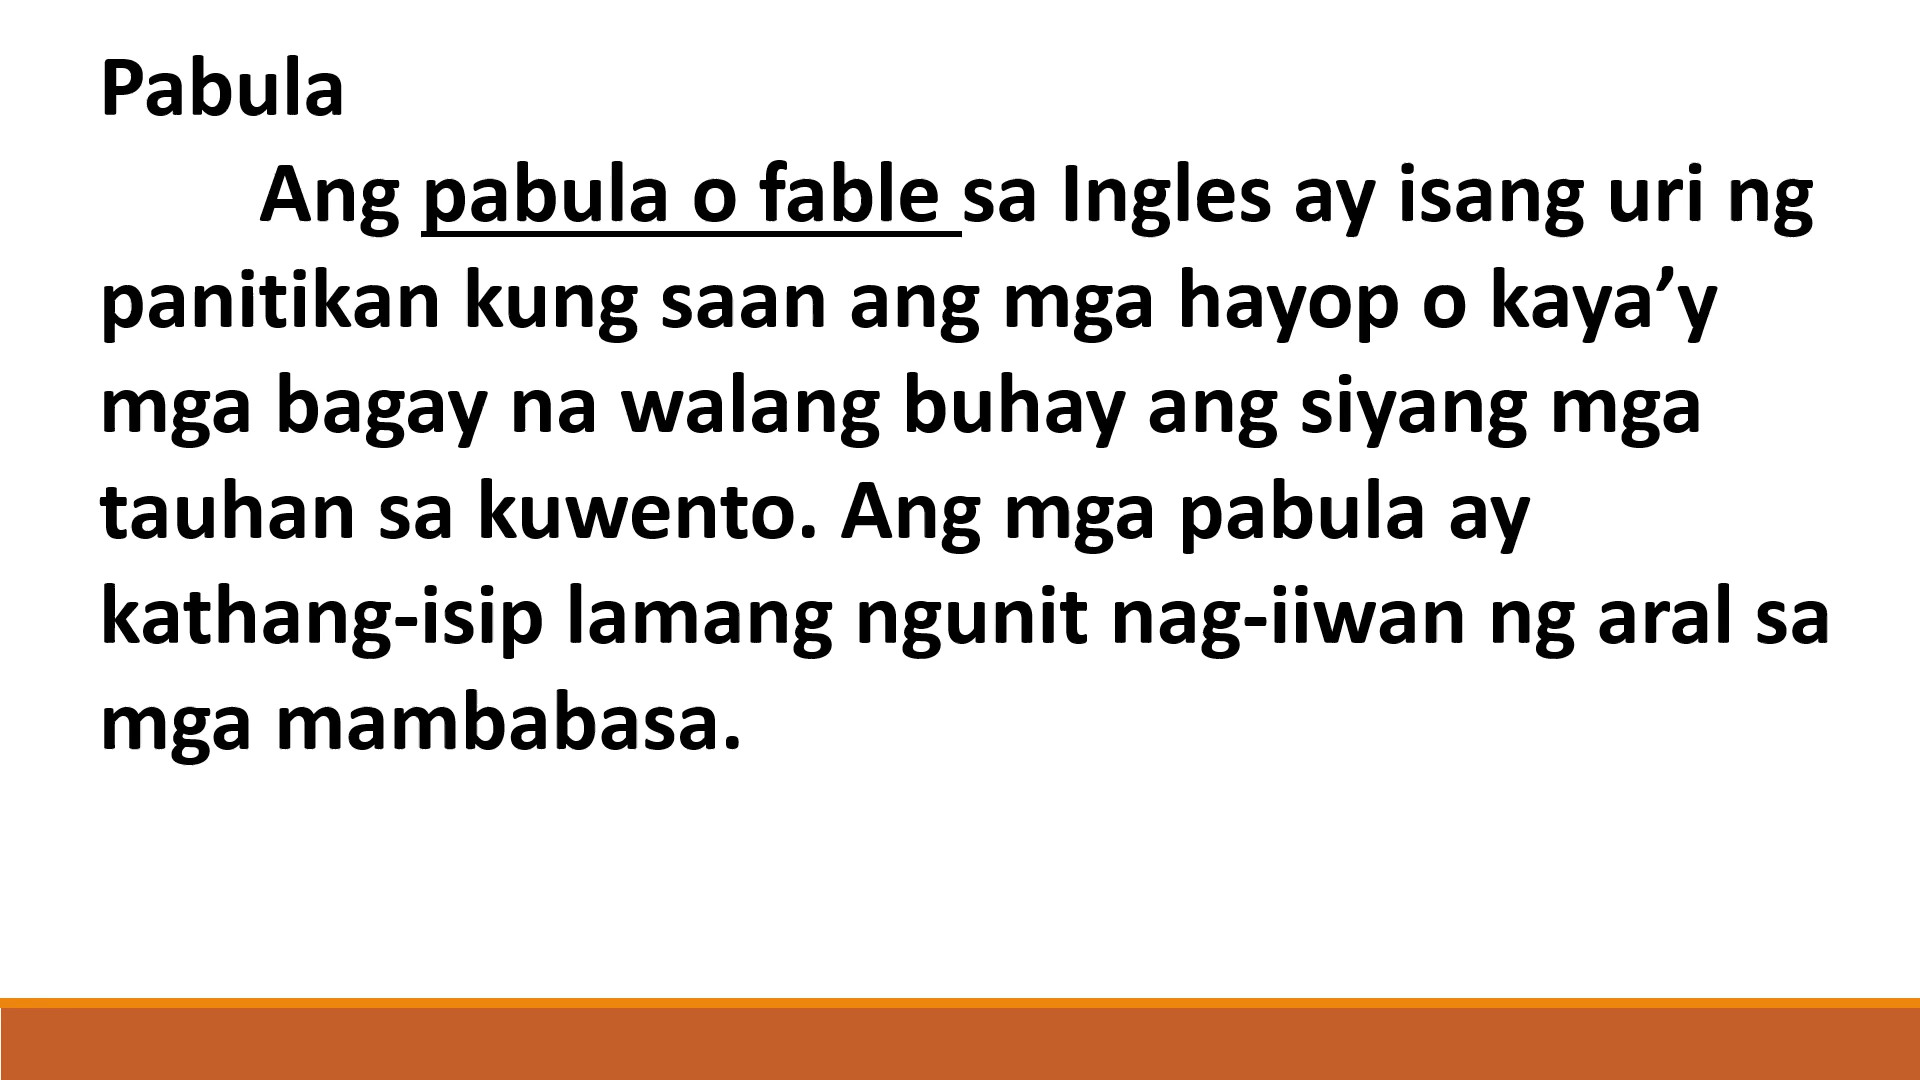 Pabula
Ang pabula o fable sa Ingles ay isang uri ng
panitikan kung saan ang mga hayop o kaya’y
mga bagay na walang buhay ang siyang mga
tauhan sa kuwento. Ang mga pabula ay
kathang-isip lamang ngunit nag-iiwan ng aral sa
mga mambabasa.